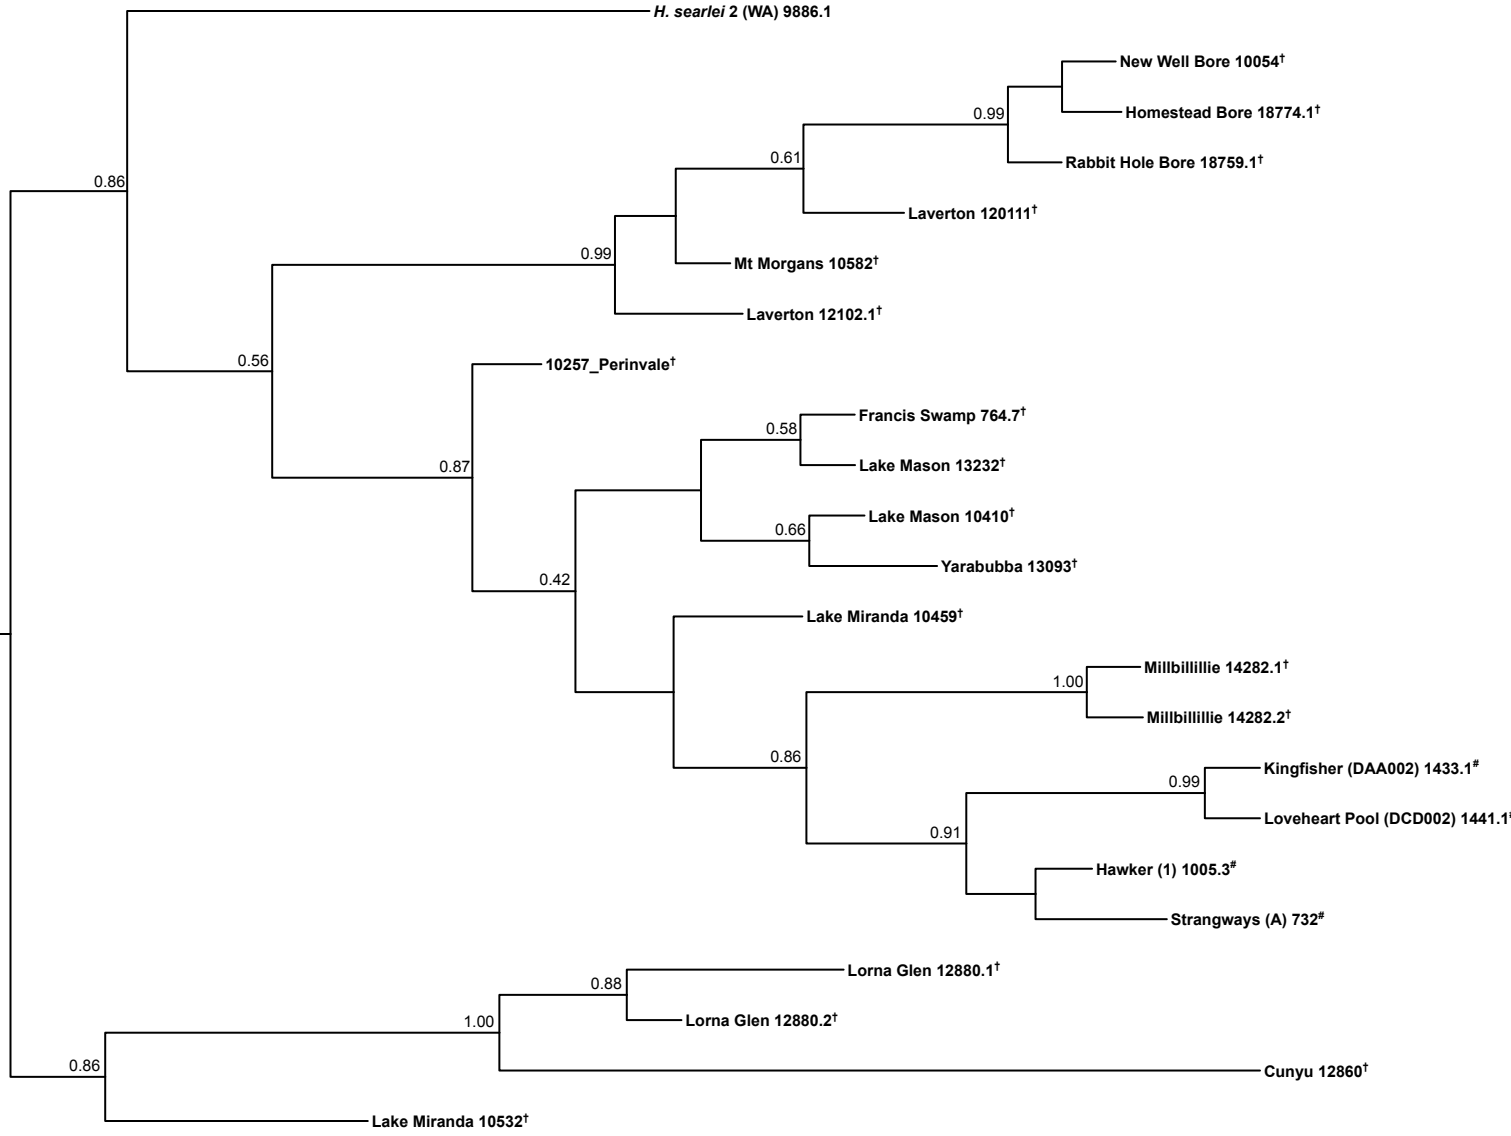 H. searlei 2 (WA) 9886.1
New Well Bore 10054†
0.99
Homestead Bore 18774.1†
0.61
Rabbit Hole Bore 18759.1†
0.86
Laverton 120111†
0.99
Mt Morgans 10582†
Laverton 12102.1†
0.56
10257_Perinvale†
Francis Swamp 764.7†
0.58
0.87
Lake Mason 13232†
Lake Mason 10410†
0.66
Yarabubba 13093†
0.42
Lake Miranda 10459†
Millbillillie 14282.1†
1.00
Millbillillie 14282.2†
0.86
Kingfisher (DAA002) 1433.1#
0.99
Loveheart Pool (DCD002) 1441.1#
0.91
Hawker (1) 1005.3#
Strangways (A) 732#
Lorna Glen 12880.1†
0.88
Lorna Glen 12880.2†
1.00
0.86
Cunyu 12860†
Lake Miranda 10532†